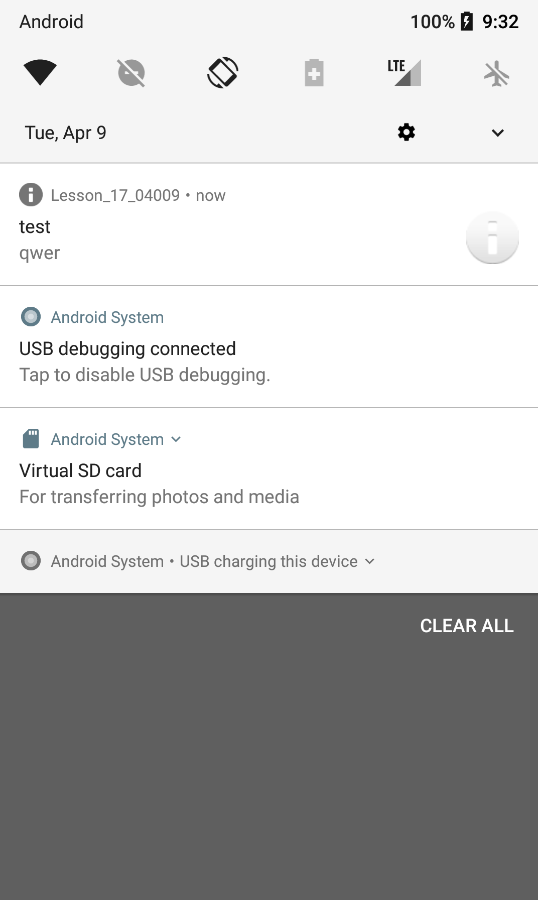 Android 100% 9:32
LTE
Tue, Apr 9
Lesson_17_04009 • now
test
qwer
Android System
USB debugging connected
Tap to disable USB debugging.
Android System
Virtual SD card
For transferring photos and media
Android System • USB charging this device
CLEAR ALL